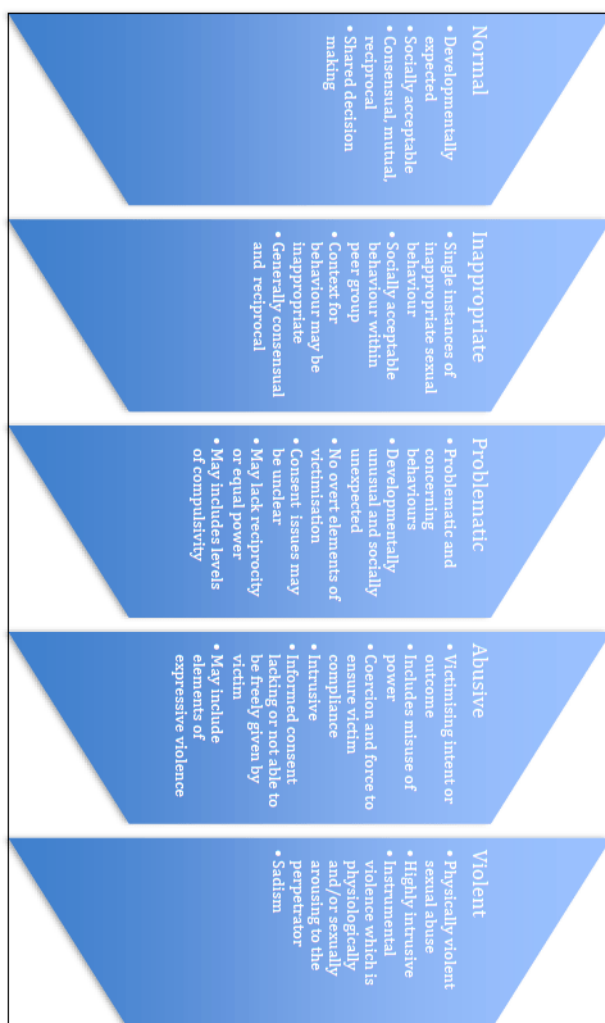 Normal
• Developmentally
expected
• Socially acceptable
• Consensual, mutual,
reciprocal
• Shared decision
making
Inappropriate
• Single instances of
inappropriate sexual
behaviour
• Socially acceptable
behaviour within
peer group
• Context for
behaviour may be
inappropriate
• Generally consensual
and reciprocal
Problematic
• Problematic and
concerning
behaviours
• Developmentally
unusual and socially
unexpected
• No overt elements of
victimisation
• Consent issues may
be unclear
• May lack reciprocity
or equal power
• May includes levels
of compulsivity
Abusive
• Victimising intent or
outcome
• Includes misuse of
power
• Coercion and force to
ensure victim
compliance
• Intrusive
• Informed consent
lacking or not able to
be freely given by
victim
• May include
elements of
expressive violence
Violent
• Physically violent
sexual abuse
• Highly intrusive
• Instrumental
violence which is
physiologically
and/or sexually
arousing to the
perpetrator
• Sadism